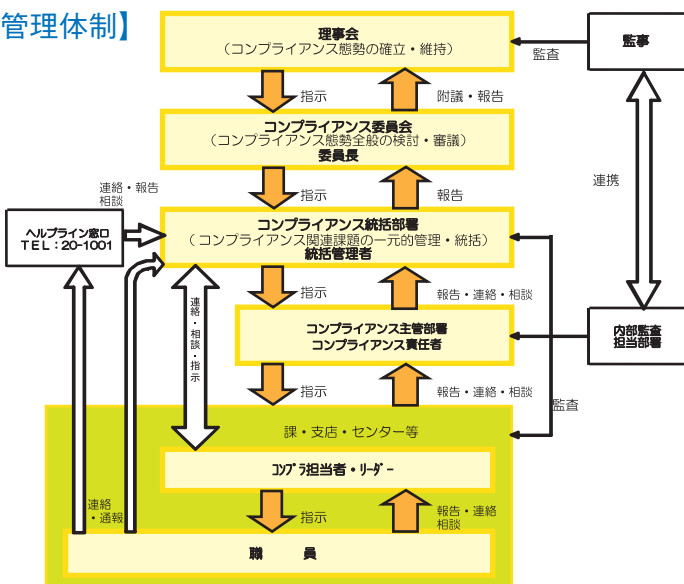 管理体制】
理事会
（コンプライアンス態勢の確立・維持）
監事
監査
指示
附議・報告
コンプライアンス委員会
（コンプライアンス態勢全般の検討・審議）
委員長
連携
連絡・報告
相談
指示
報告
ヘルプライン窓口
TEL：20-1001
コンプライアンス統括部署
（コンプライアンス関連課題の一元的管理・統括）
統括管理者
連絡・相談・指示
指示
報告・連絡・相談
コンプライアンス主管部署
コンプライアンス責任者
内部監査
担当部署
指示
報告・連絡・相談
監査
課・支店・センター等
コンプラ担当者・リーダー
連絡
・通報
指示
報告・連絡
相談
職　員